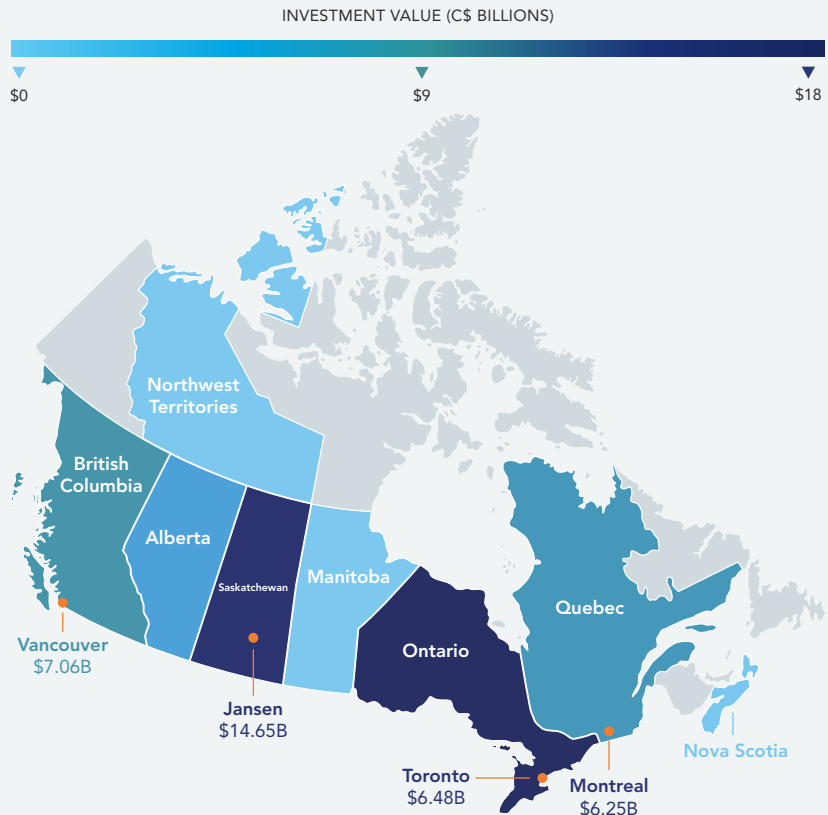 INVESTMENT VALUE (C$ BILLIONS)
$0
$9
$18
Northwest
Territories
British
Columbia
Alberta
Saskatchewan
Manitoba
Ontario
Quebec
Vancouver
$7.06B
Jansen
$14.65B
Nova Scotia
Toronto
$6.48B
Montreal
$6.25B